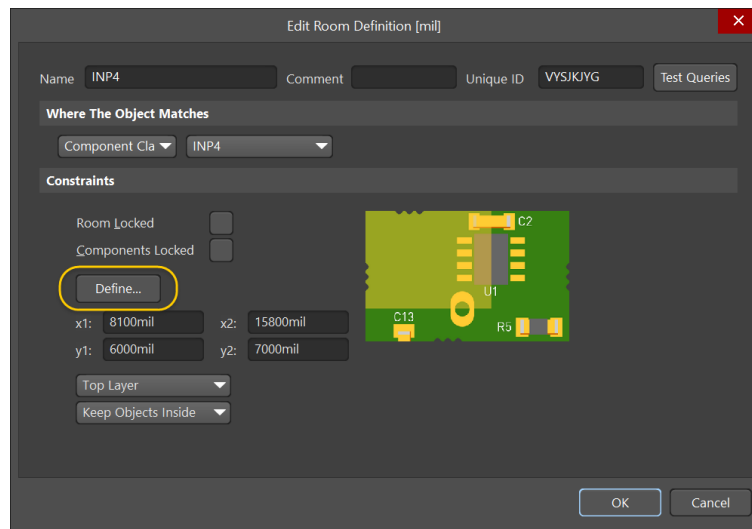 Edit Room Definition [mil]
Name INP4 Comment Unique ID VYSJKJYG Test Queries
Where The Object Matches
Component Cla INP4
Constraints
Room Locked
Components Locked
Define...
x1: 8100mil x2: 15800mil
y1: 6000mil y2: 7000mil
Top Layer
Keep Objects Inside
C2
U1
C13
R5
OK Cancel